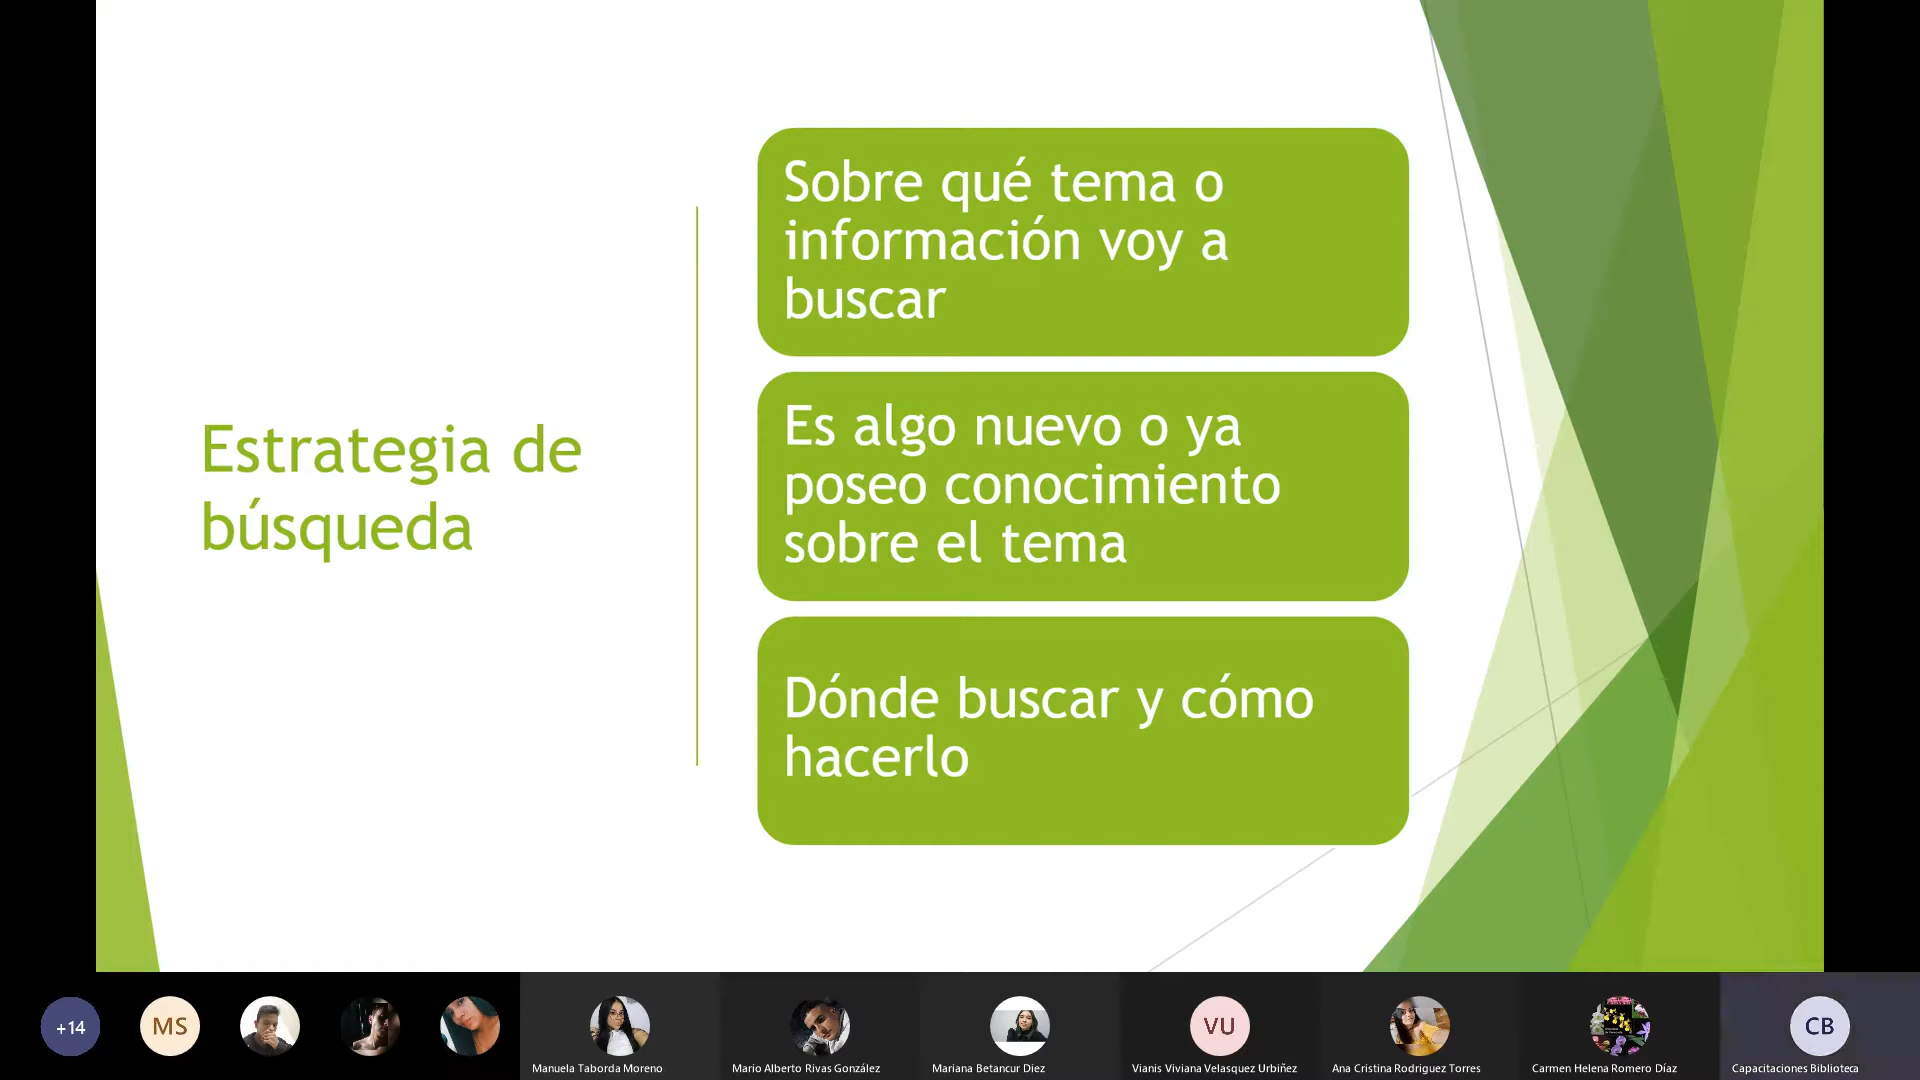 Estrategia de
búsqueda
Sobre qué tema o
información voy a
buscar
Es algo nuevo o ya
poseo conocimiento
sobre el tema
Dónde buscar y cómo
hacerlo
+14
MS
VU
CB
Manuela Taborda Moreno
Mario Alberto Rivas González
Mariana Betancur Diez
Vianis Viviana Velasquez Urbiñez
Ana Cristina Rodriguez Torres
Carmen Helena Romero Díaz
Capacitaciones Biblioteca